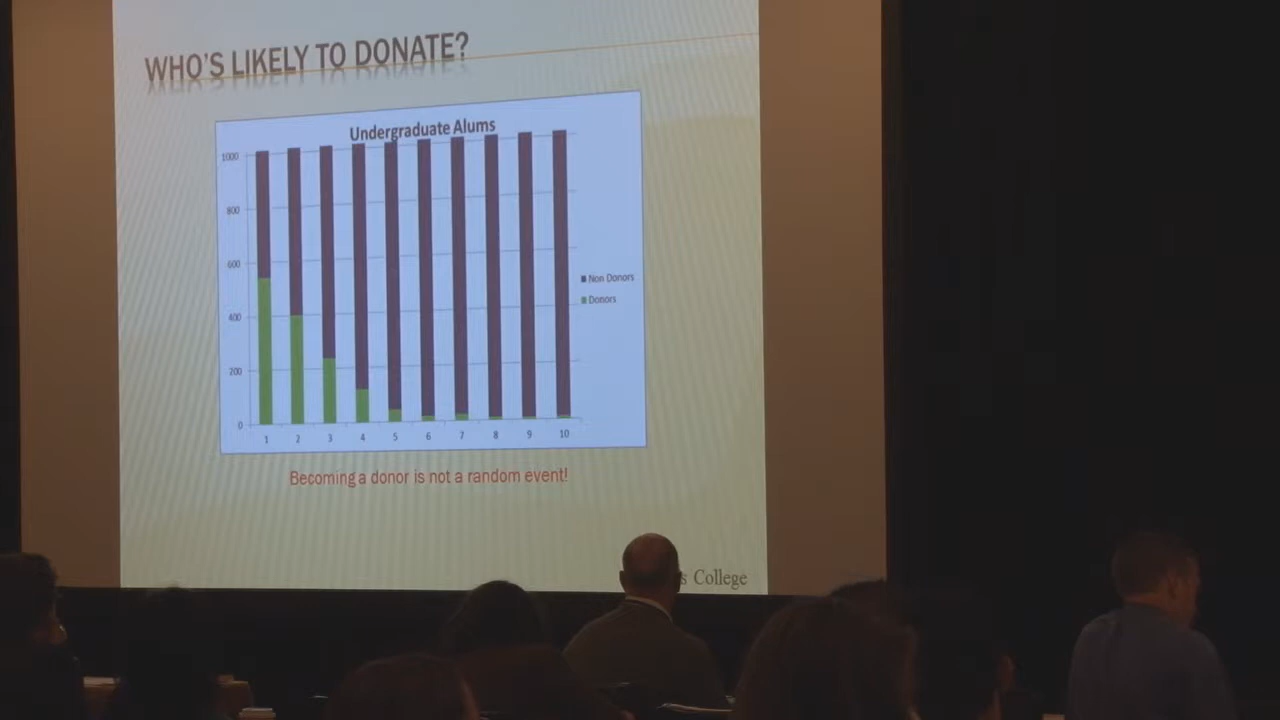 WHO'S LIKELY TO DONATE?
Undergraduate Alums
1000
800
600
400
200
0
1 2 3 4 5 6 7 8 9 10
Non Donors
Donors
Becoming a donor is not a random event!
s College